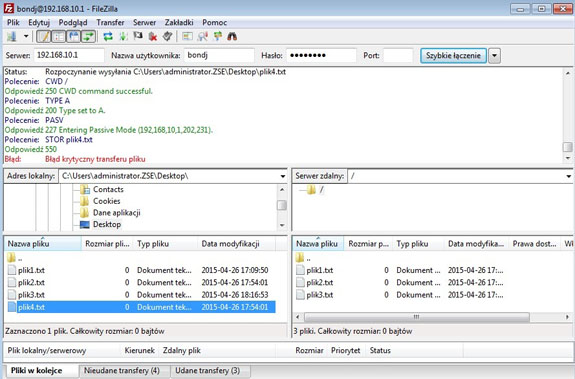 bondj@192.168.10.1 - FileZilla
Plik Edytuj Podgląd Transfer Serwer Zakładki Pomoc
Serwer: 192.168.10.1 Nazwa użytkownika: bondj Hasło: ●●●●●●●● Port: Szybkie łączenie
Status: Rozpoczynanie wysyłania C:\Users\administrator.ZSE\Desktop\plik4.txt
Polecenie: CWD /
Odpowiedź 250 CWD command successful.
Polecenie: TYPE A
Odpowiedź 200 Type set to A.
Polecenie: PASV
Odpowiedź 227 Entering Passive Mode (192,168,10,1,202,231).
Polecenie: STOR plik4.txt
Odpowiedź 550
Błąd: Błąd krytyczny transferu pliku
Adres lokalny: C:\Users\administrator.ZSE\Desktop\
Contacts
Cookies
Dane aplikacji
Desktop
Serwer zdalny: /
/
Nazwa pliku Rozmiar pli... Typ pliku Data modyfikacji
..
plik1.txt 0 Dokument tek... 2015-04-26 17:09:50
plik2.txt 0 Dokument tek... 2015-04-26 17:54:01
plik3.txt 0 Dokument tek... 2015-04-26 18:16:53
plik4.txt 0 Dokument tek... 2015-04-26 17:54:01
Zaznaczono 1 plik. Całkowity rozmiar: 0 bajtów
Nazwa pliku Rozmiar p... Typ pliku Data modyfika... Prawa dost... Wł
..
plik1.txt 0 Dokument ... 2015-04-26 17:...
plik2.txt 0 Dokument ... 2015-04-26 17:...
plik3.txt 0 Dokument ... 2015-04-26 17:...
3 pliki. Całkowity rozmiar: 0 bajtów
Plik lokalny/serwerowy Kierunek Zdalny plik Rozmiar Priorytet Status
Pliki w kolejce Nieudane transfery (4) Udane transfery (3)